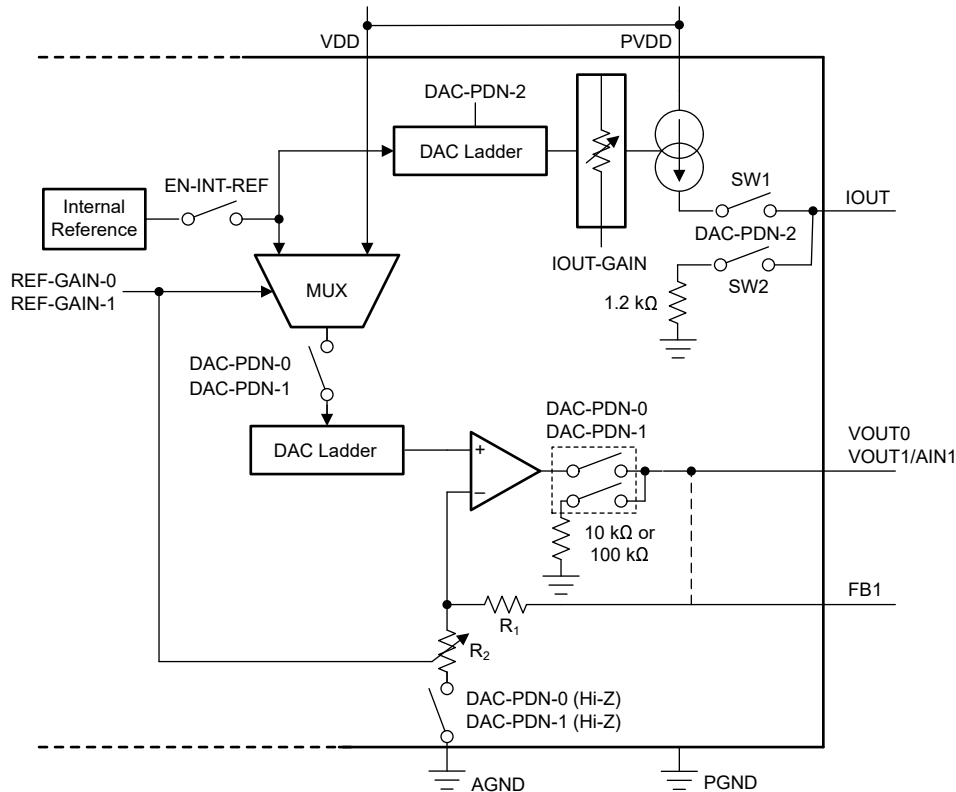 VDD
PVDD
DAC-PDN-2
DAC Ladder
EN-INT-REF
Internal
Reference
SW1
IOUT
DAC-PDN-2
SW2
IOUT-GAIN
1.2 kΩ
REF-GAIN-0
REF-GAIN-1
MUX
DAC-PDN-0
DAC-PDN-1
DAC Ladder
+
–
DAC-PDN-0
DAC-PDN-1
VOUT0
VOUT1/AIN1
10 kΩ or
100 kΩ
FB1
R1
R2
DAC-PDN-0 (Hi-Z)
DAC-PDN-1 (Hi-Z)
AGND
PGND